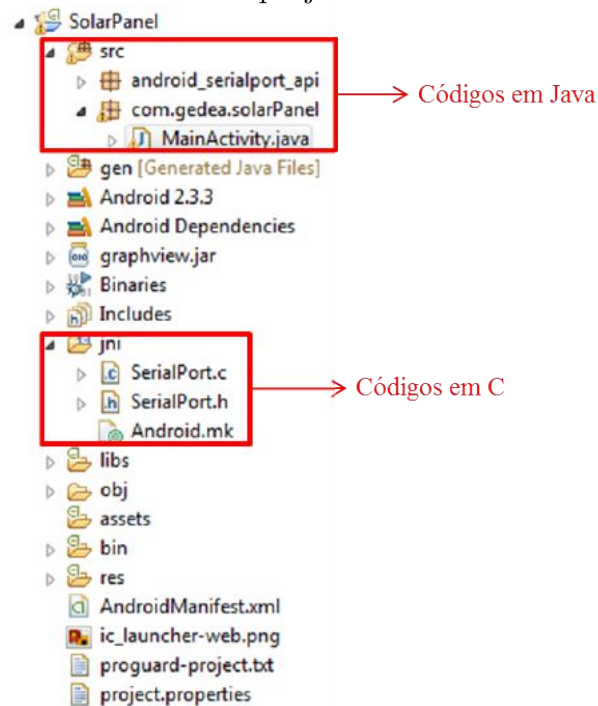 SolarPanel
src
android_serialport_api
com.gedea.solarPanel
Códigos em Java
MainActivity.java
gen [Generated Java Files]
Android 2.3.3
Android Dependencies
graphview.jar
Binaries
Includes
jni
SerialPort.c
Códigos em C
SerialPort.h
Android.mk
libs
obj
assets
bin
res
AndroidManifest.xml
ic_launcher-web.png
proguard-project.txt
project.properties